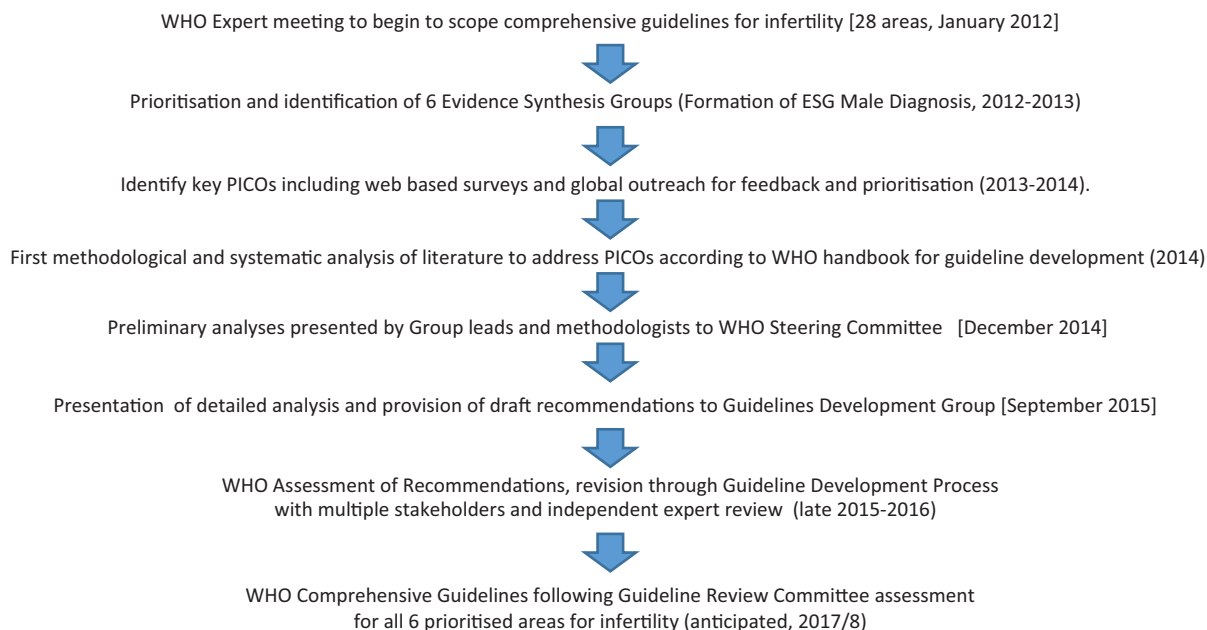 WHO Expert meeting to begin to scope comprehensive guidelines for infertility [28 areas, January 2012]
Prioritisation and identification of 6 Evidence Synthesis Groups (Formation of ESG Male Diagnosis, 2012-2013)
Identify key PICOs including web based surveys and global outreach for feedback and prioritisation (2013-2014).
First methodological and systematic analysis of literature to address PICOs according to WHO handbook for guideline development (2014)
Preliminary analyses presented by Group leads and methodologists to WHO Steering Committee [December 2014]
Presentation of detailed analysis and provision of draft recommendations to Guidelines Development Group [September 2015]
WHO Assessment of Recommendations, revision through Guideline Development Process
with multiple stakeholders and independent expert review (late 2015-2016)
WHO Comprehensive Guidelines following Guideline Review Committee assessment
for all 6 prioritised areas for infertility (anticipated, 2017/8)